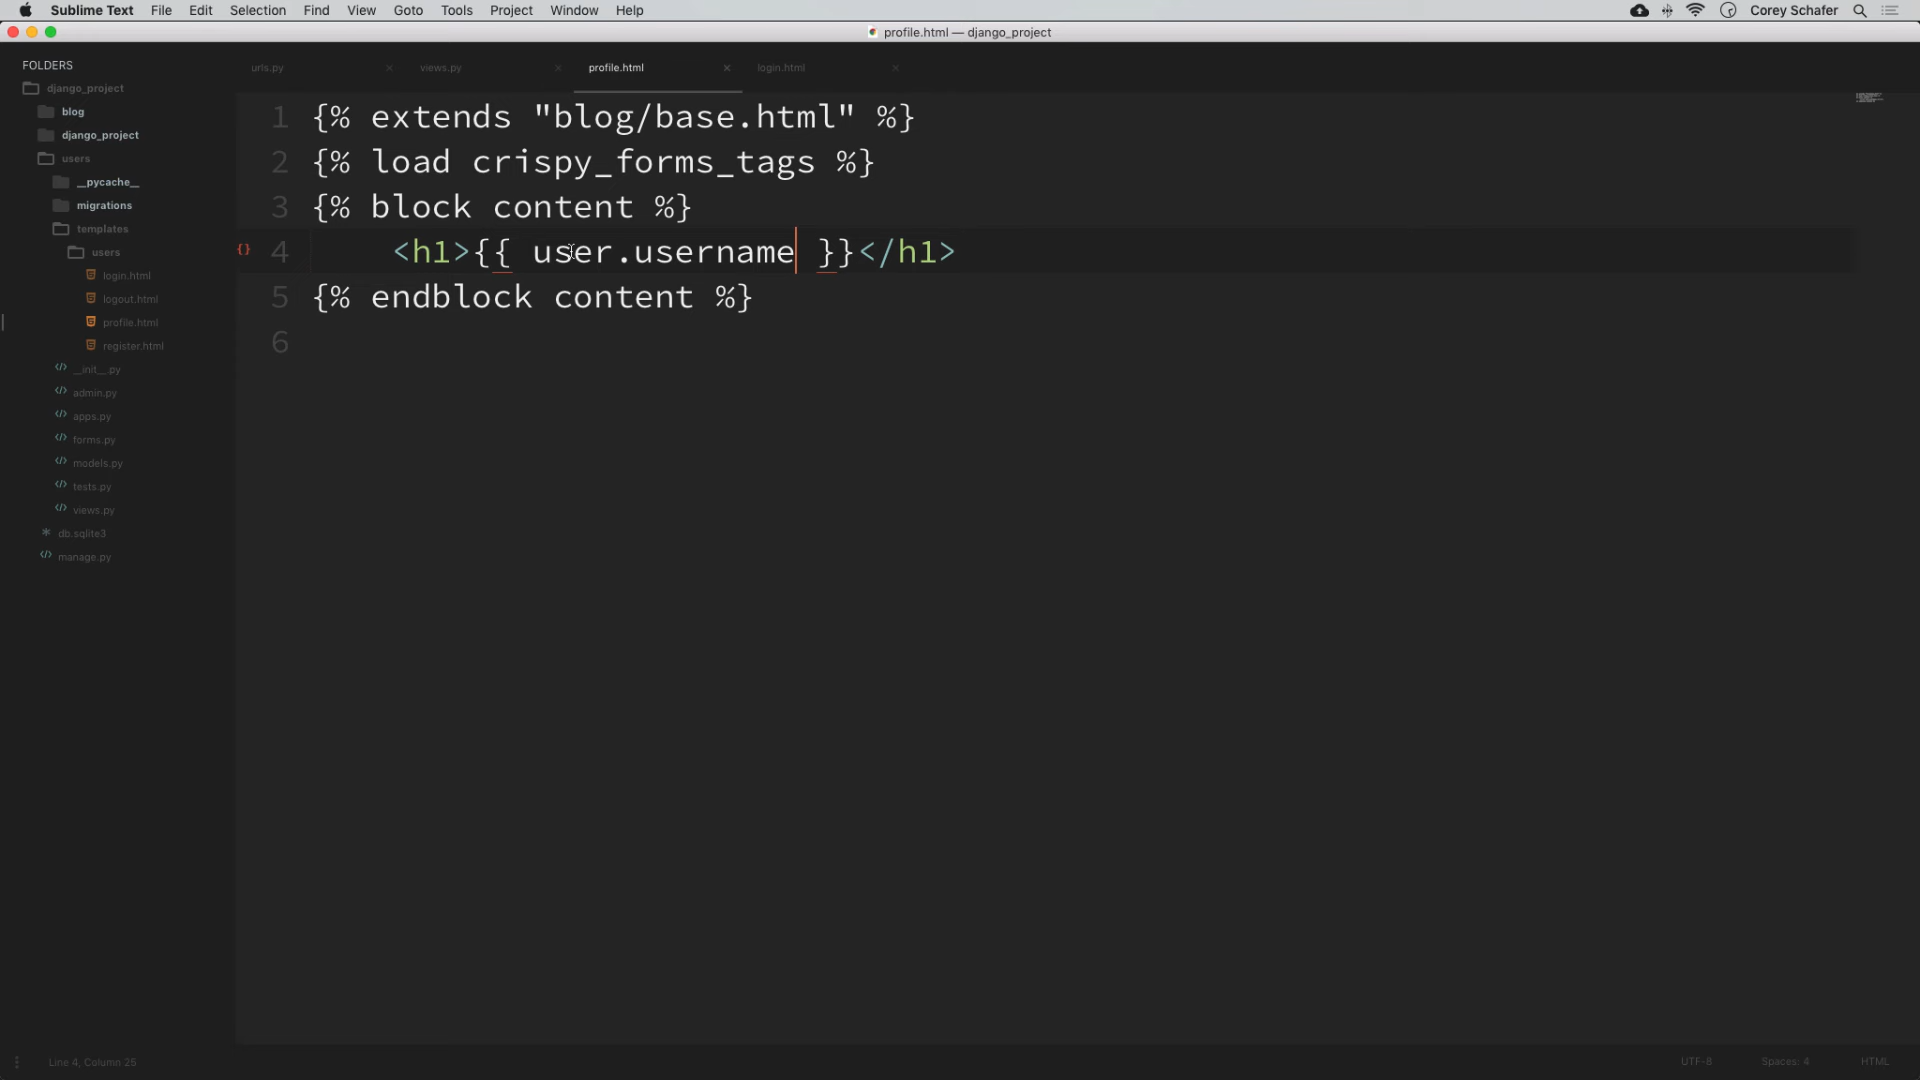 Sublime Text File Edit Selection Find View Goto Tools Project Window Help Corey Schafer
profile.html — django_project
FOLDERS
django_project
blog
django_project
users
__pycache__
migrations
templates
users
login.html
logout.html
profile.html
register.html
__init__.py
admin.py
apps.py
forms.py
models.py
tests.py
views.py
db.sqlite3
manage.py
urls.py × views.py × profile.html × login.html ×
1 {% extends "blog/base.html" %}
2 {% load crispy_forms_tags %}
3 {% block content %}
{} 4 <h1>{{ user.username }}</h1>
5 {% endblock content %}
6
Line 4, Column 25 UTF-8 Spaces: 4 HTML